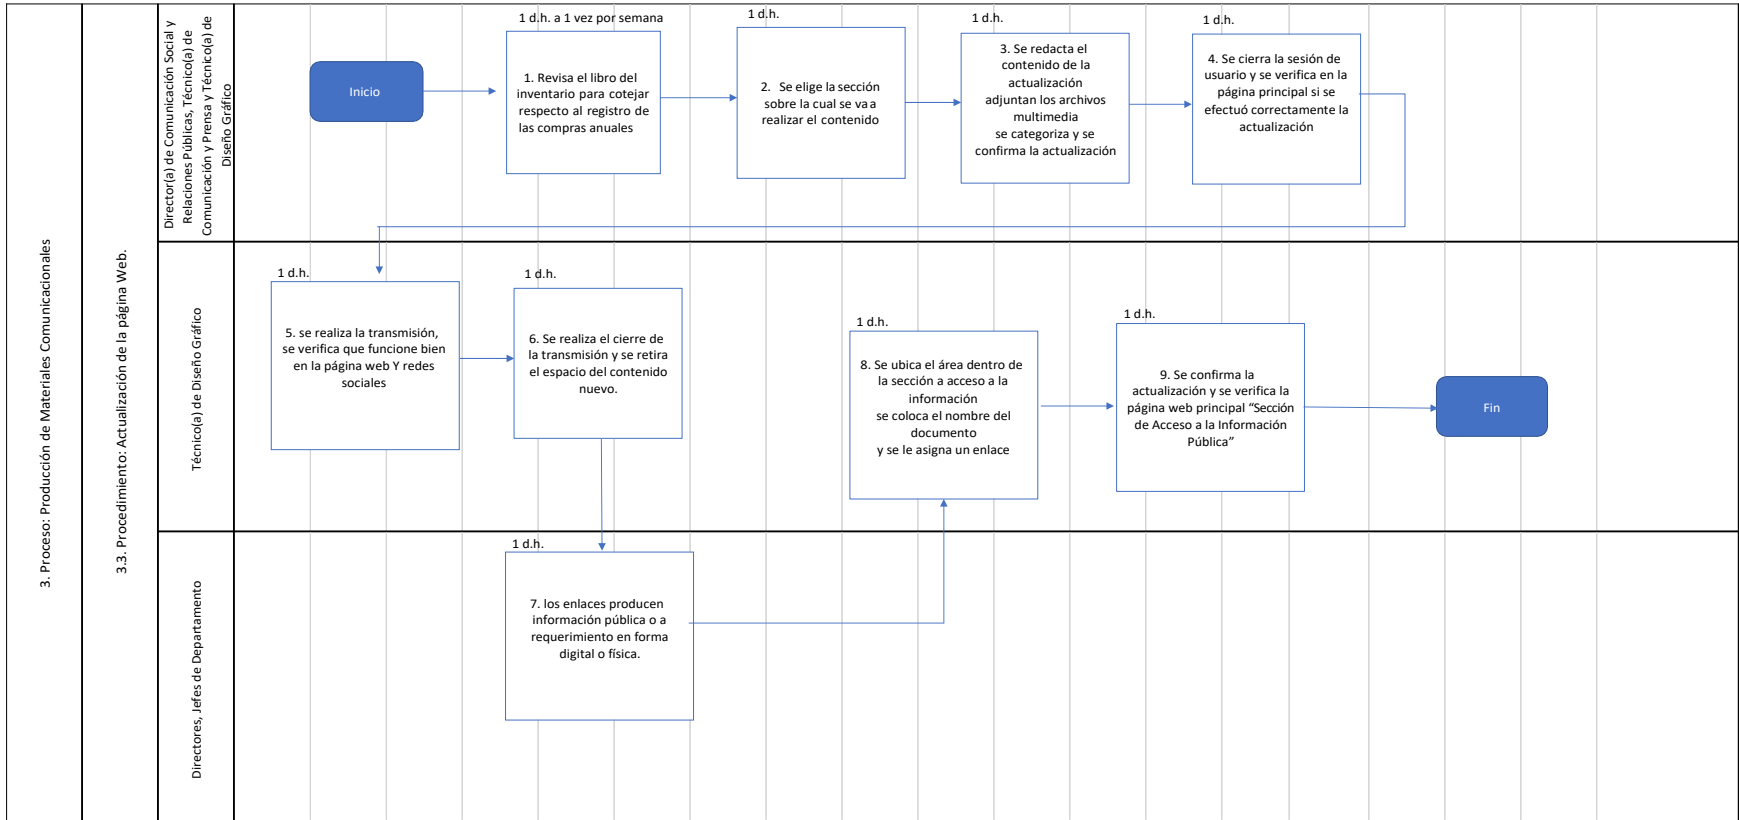 3. Proceso: Producción de Materiales Comunicacionales
3.3. Procedimiento: Actualización de la página Web.
Director(a) de Comunicación Social y
Relaciones Públicas, Técnico(a) de
Comunicación y Prensa y Técnico(a) de
Diseño Gráfico
Inicio
1 d.h. a 1 vez por semana
1. Revisa el libro del
inventario para cotejar
respecto al registro de
las compras anuales
1 d.h.
2. Se elige la sección
sobre la cual se va a
realizar el contenido
1 d.h.
3. Se redacta el
contenido de la
actualización
adjuntan los archivos
multimedia
se categoriza y se
confirma la actualización
1 d.h.
4. Se cierra la sesión de
usuario y se verifica en la
página principal si se
efectuó correctamente la
actualización
Técnico(a) de Diseño Gráfico
1 d.h.
5. se realiza la transmisión,
se verifica que funcione bien
en la página web Y redes
sociales
1 d.h.
6. Se realiza el cierre de
la transmisión y se retira
el espacio del contenido
nuevo.
1 d.h.
8. Se ubica el área dentro de
la sección a acceso a la
información
se coloca el nombre del
documento
y se le asigna un enlace
1 d.h.
9. Se confirma la
actualización y se verifica la
página web principal “Sección
de Acceso a la Información
Pública”
Fin
Directores, Jefes de Departamento
1 d.h.
7. los enlaces producen
información pública o a
requerimiento en forma
digital o física.